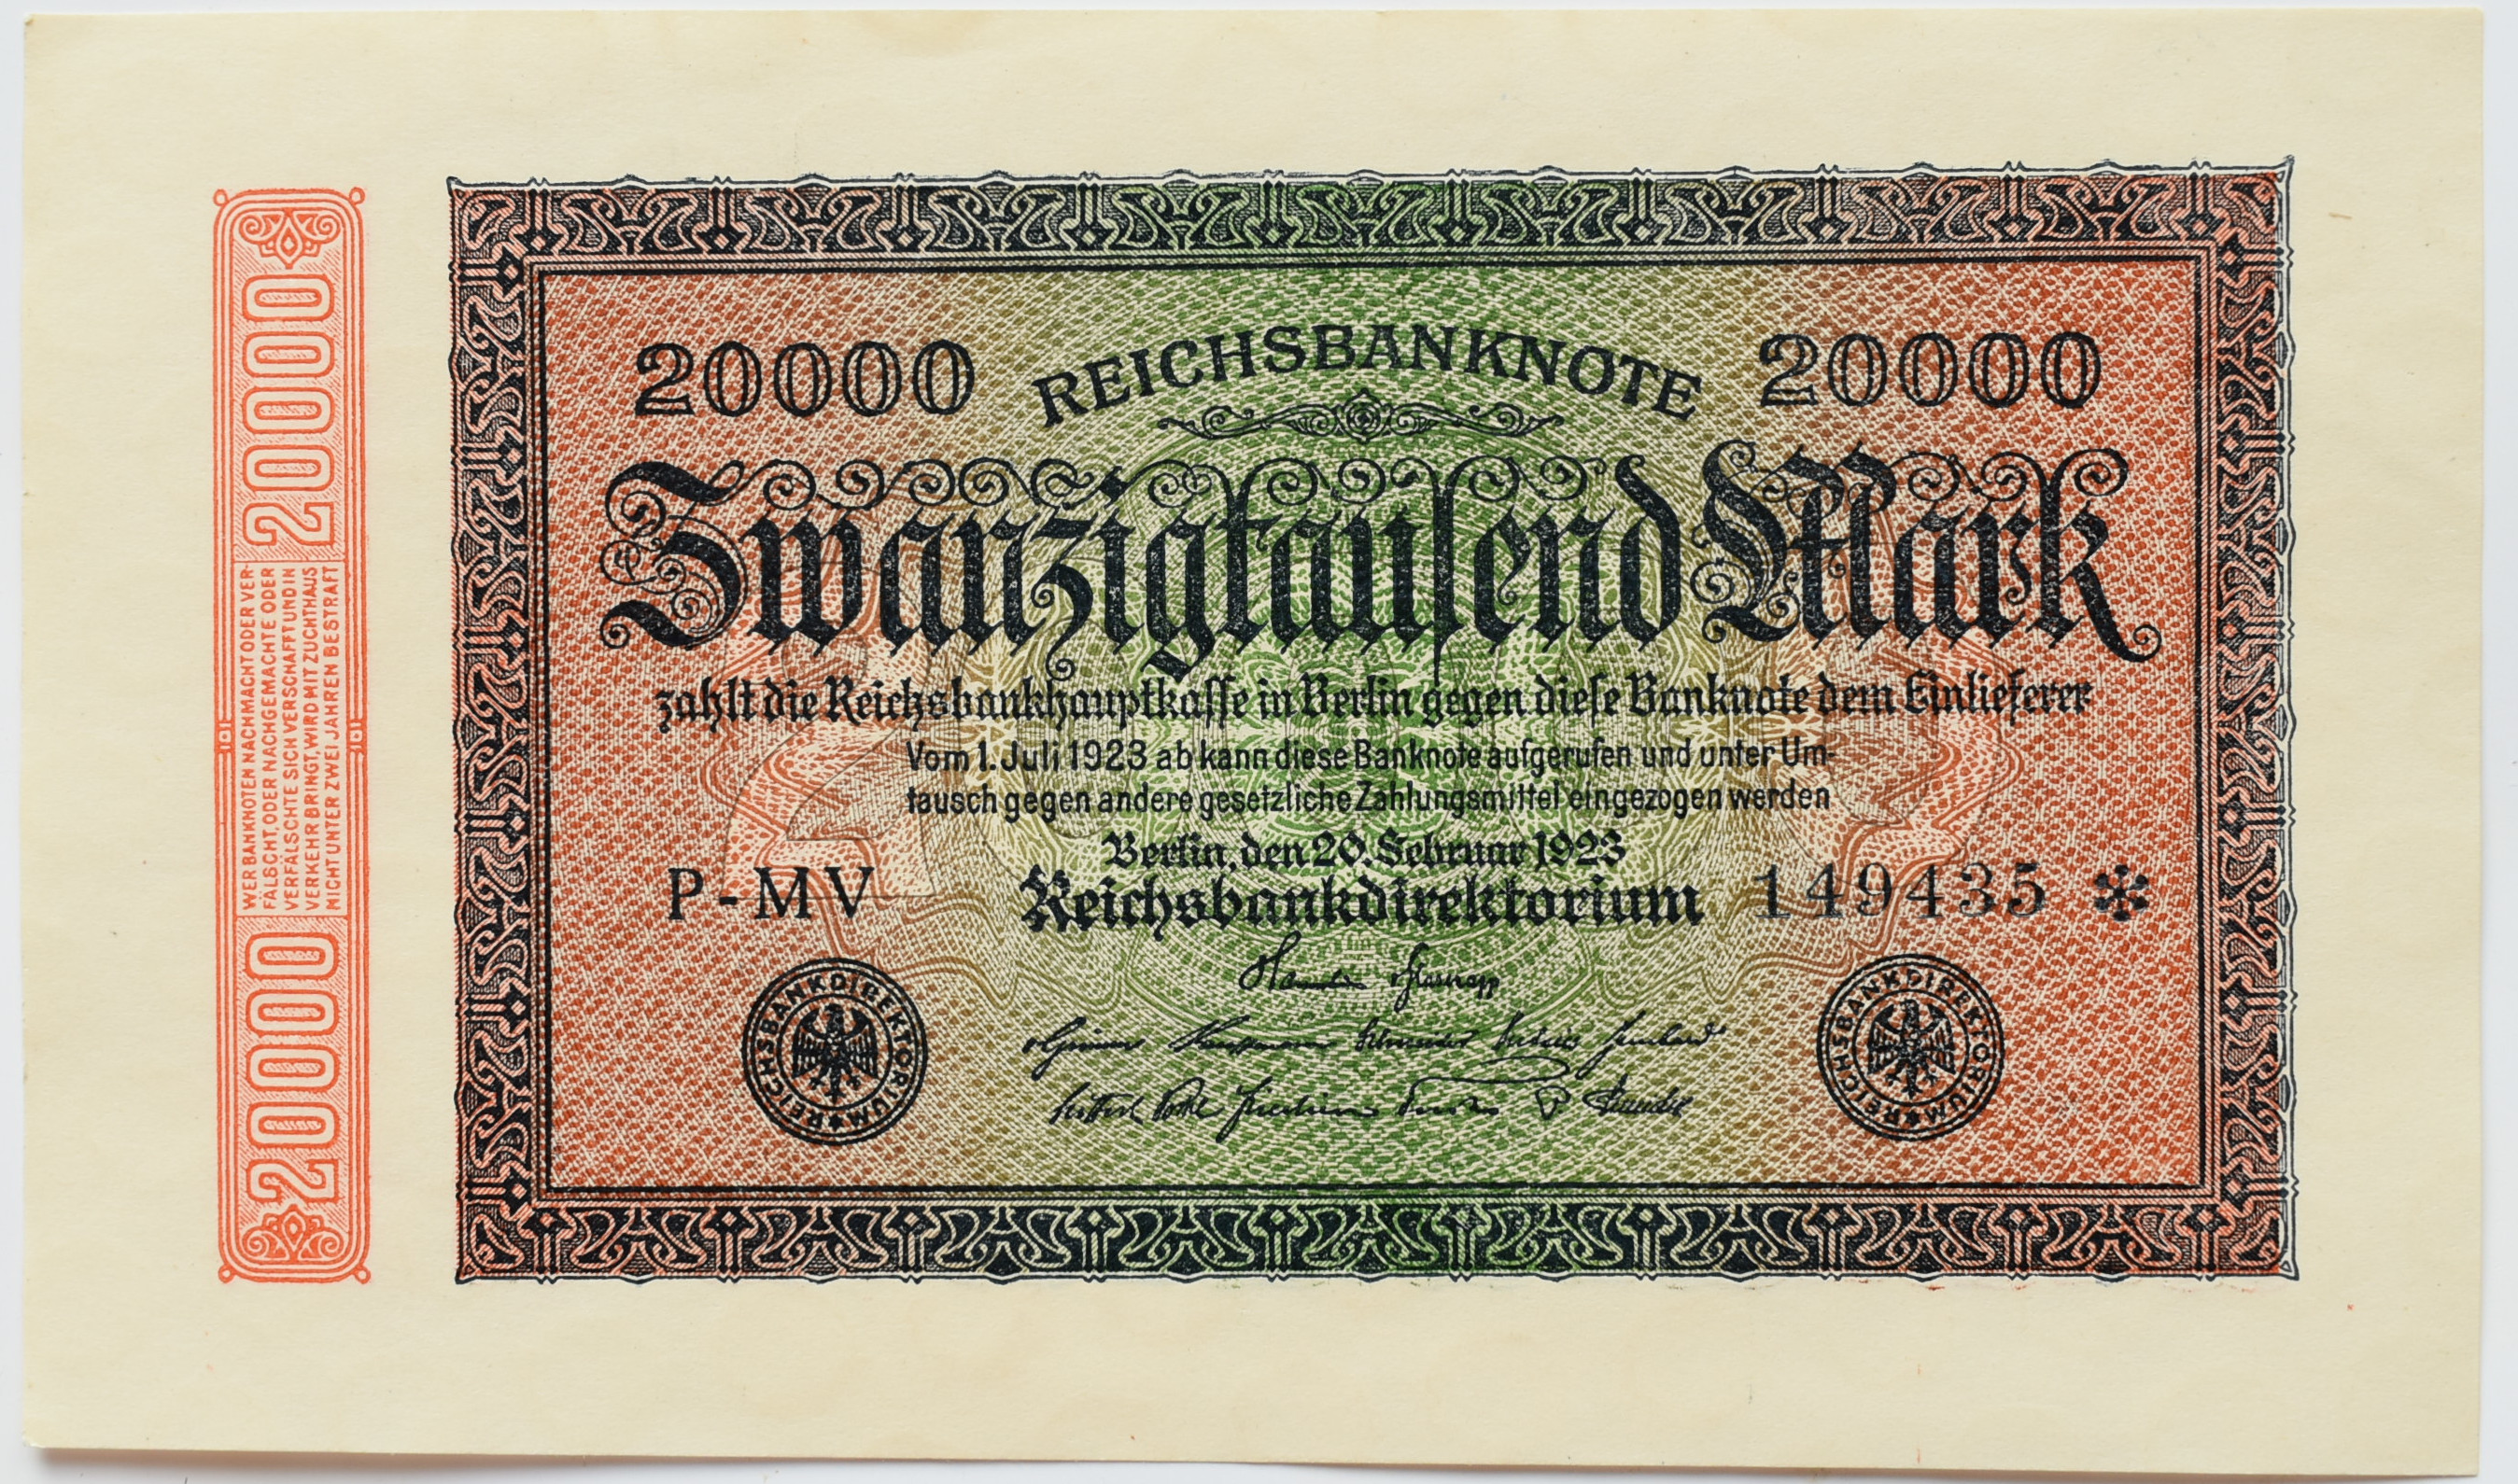 20000
WER BANKNOTEN NACHMACHT ODER VER-
FÄLSCHT, ODER NACHGEMACHTE ODER
VERFÄLSCHTE SICH VERSCHAFFT UND IN
VERKEHR BRINGT, WIRD MIT ZUCHTHAUS
NICHT UNTER ZWEI JAHREN BESTRAFT
20000
20000 REICHSBANKNOTE 20000
Zwanzigtauſend Mark
zahlt die Reichsbankhauptkaſſe in Berlin gegen dieſe Banknote dem Einlieferer
Vom 1. Juli 1923 ab kann diese Banknote aufgerufen und unter Um-
tausch gegen andere gesetzliche Zahlungsmittel eingezogen werden
Berlin, den 20. Februar 1923
P-MV Reichsbankdirektorium 149435 *
REICHSBANKDIREKTORIUM
REICHSBANKDIREKTORIUM